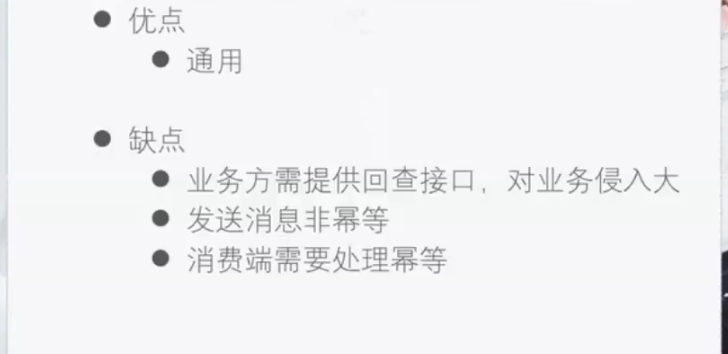 优点
通用
缺点
业务方需提供回查接口，对业务侵入大
发送消息非幂等
消费端需要处理幂等